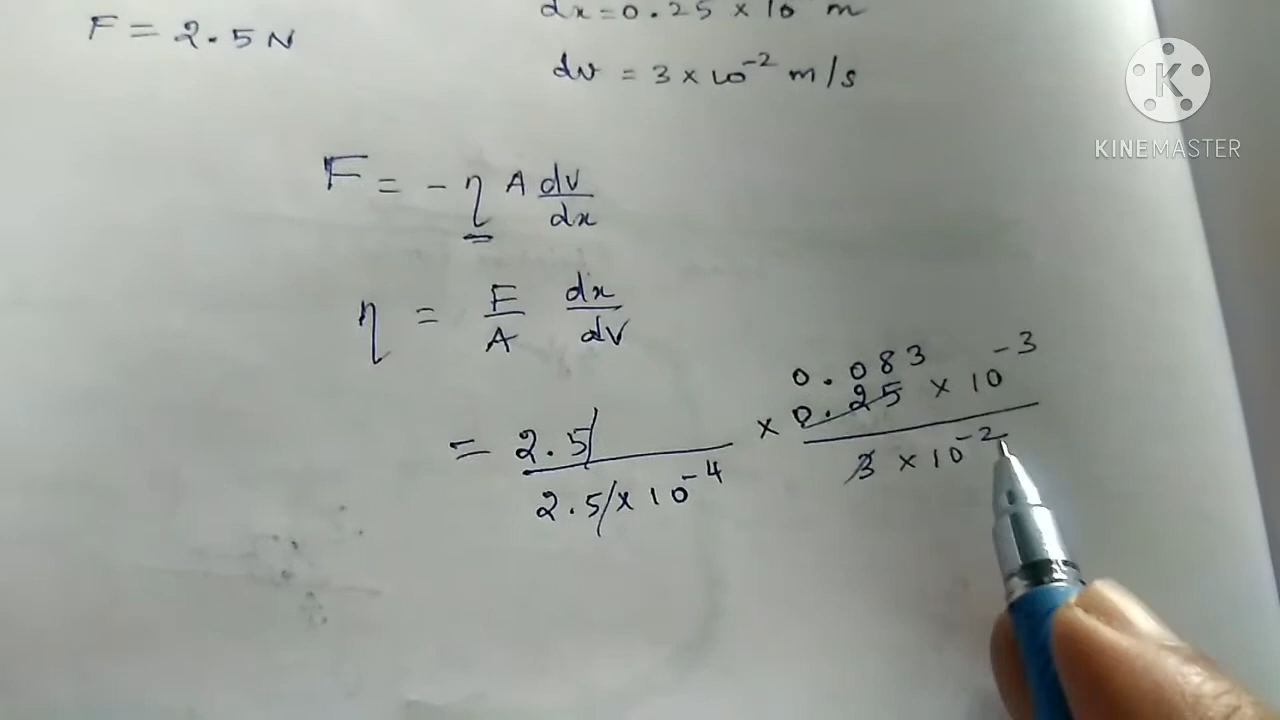 dx = 0.25 × 10 m
F = 2.5 N
dv = 3 × 10⁻² m/s
K
KINEMASTER
F = - η A dv/dx
η = F/A dx/dv
0.083
= 2.5 / 2.5 × 10⁻⁴ × 0.25 × 10⁻³ / 3 × 10⁻²